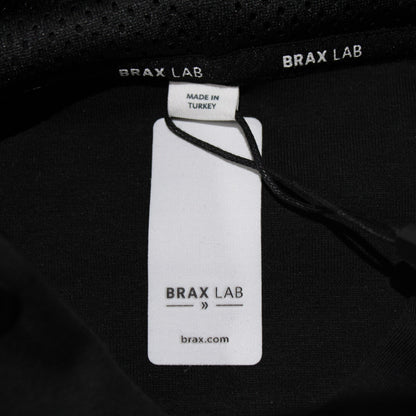 BRAX LAB
BRAX LAB
MADE IN
TURKEY
BRAX LAB
»
brax.com